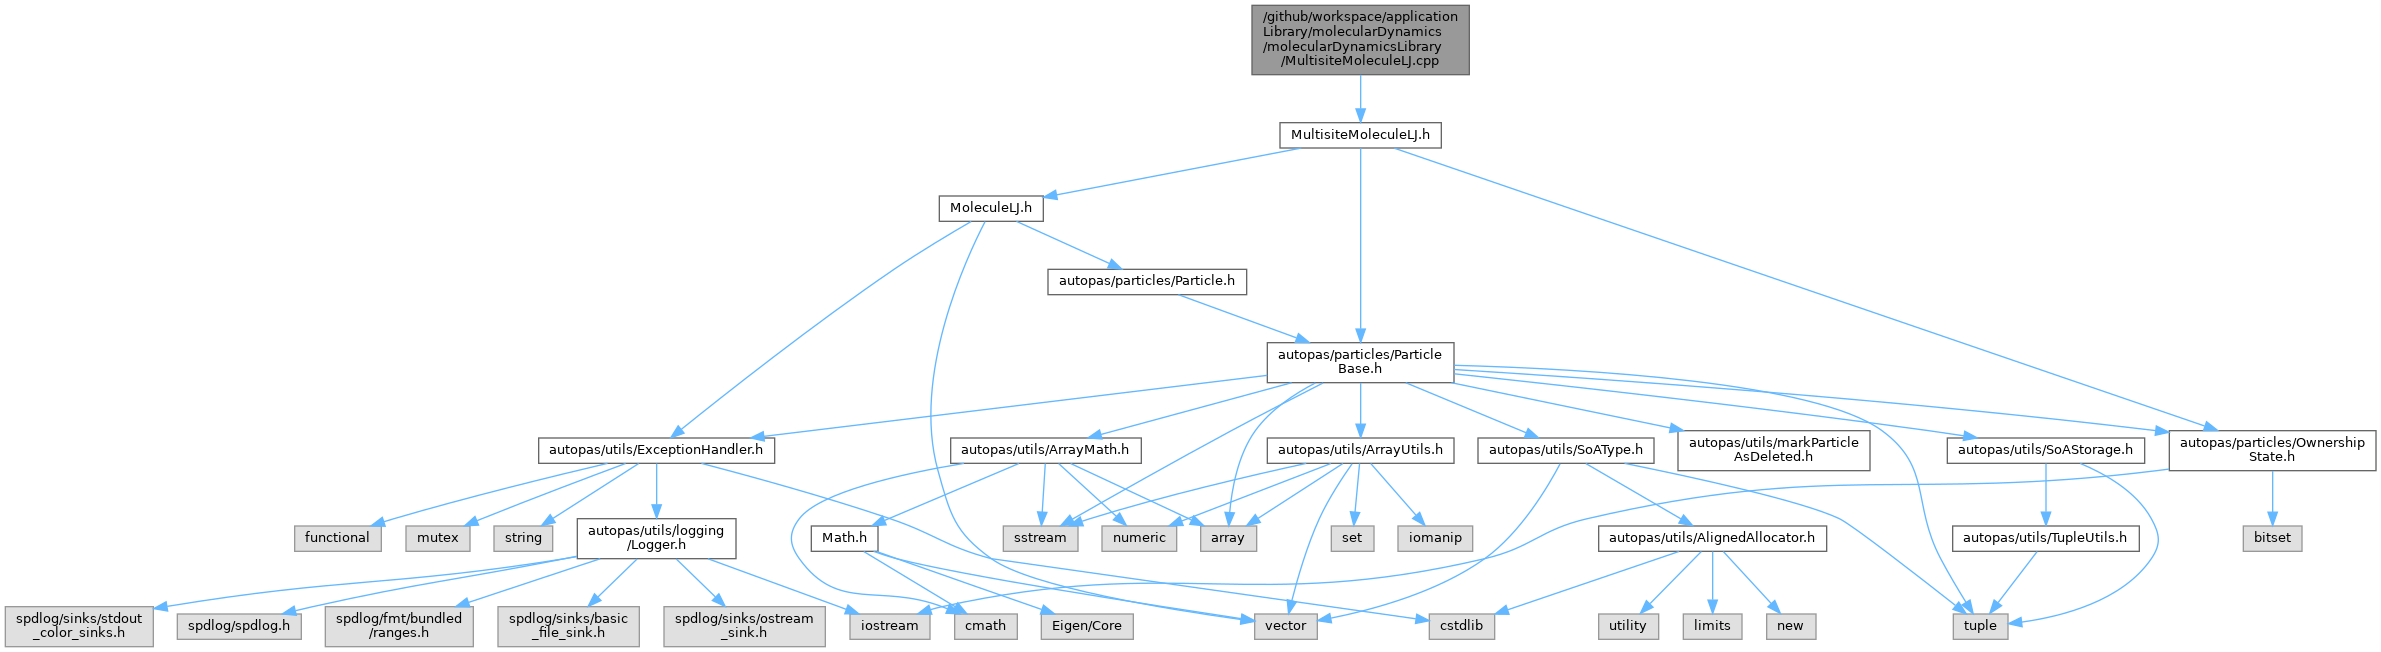 /github/workspace/application
Library/molecularDynamics
/molecularDynamicsLibrary
/MultisiteMoleculeLJ.cpp
MultisiteMoleculeLJ.h
MoleculeLJ.h
autopas/particles/Particle.h
autopas/particles/Particle
Base.h
autopas/utils/ExceptionHandler.h
autopas/utils/ArrayMath.h
autopas/utils/ArrayUtils.h
autopas/utils/SoAType.h
autopas/utils/markParticle
AsDeleted.h
autopas/utils/SoAStorage.h
autopas/particles/Ownership
State.h
functional
mutex
string
autopas/utils/logging
/Logger.h
Math.h
sstream
numeric
array
set
iomanip
autopas/utils/AlignedAllocator.h
autopas/utils/TupleUtils.h
bitset
spdlog/sinks/stdout
_color_sinks.h
spdlog/spdlog.h
spdlog/fmt/bundled
/ranges.h
spdlog/sinks/basic
_file_sink.h
spdlog/sinks/ostream
_sink.h
iostream
cmath
Eigen/Core
vector
cstdlib
utility
limits
new
tuple